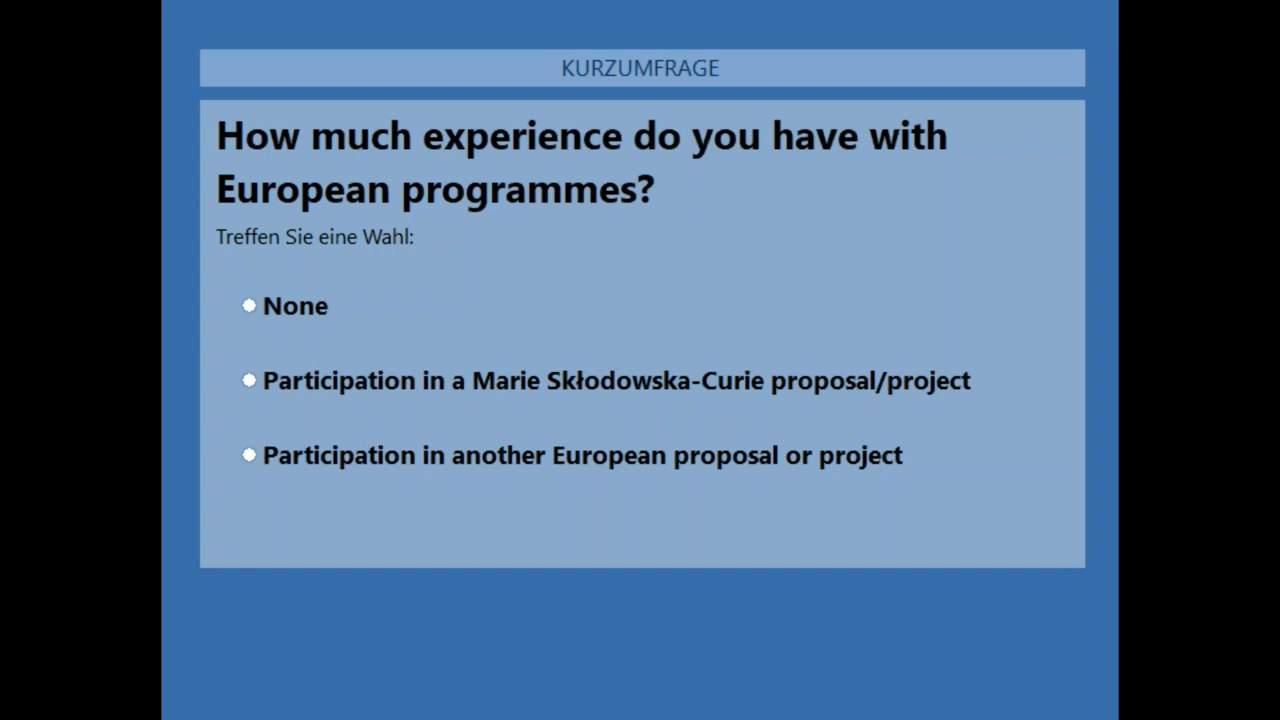 KURZUMFRAGE
How much experience do you have with
European programmes?
Treffen Sie eine Wahl:
None
Participation in a Marie Skłodowska-Curie proposal/project
Participation in another European proposal or project